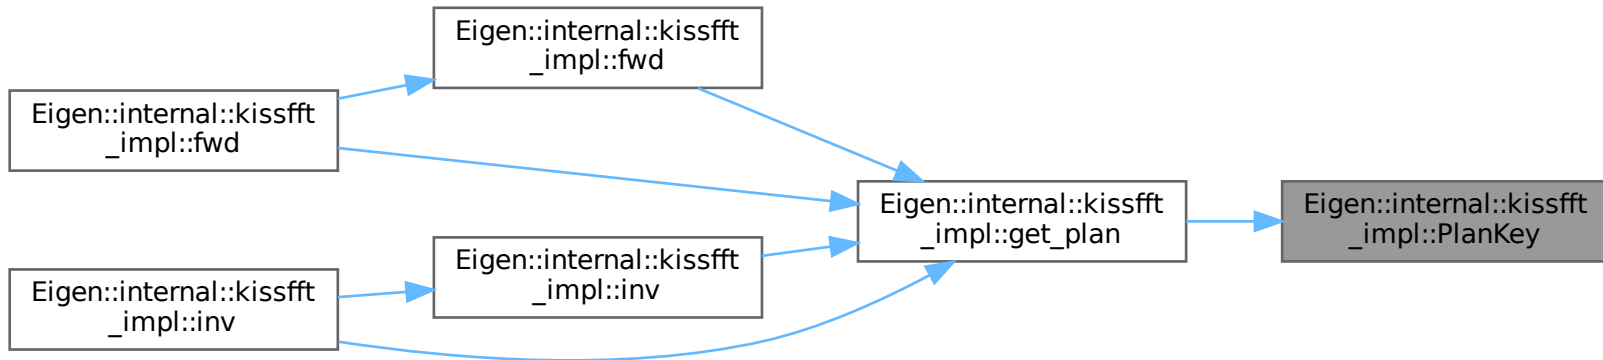 Eigen::internal::kissfft
_impl::fwd
Eigen::internal::kissfft
_impl::fwd
Eigen::internal::kissfft
_impl::get_plan
Eigen::internal::kissfft
_impl::PlanKey
Eigen::internal::kissfft
_impl::inv
Eigen::internal::kissfft
_impl::inv